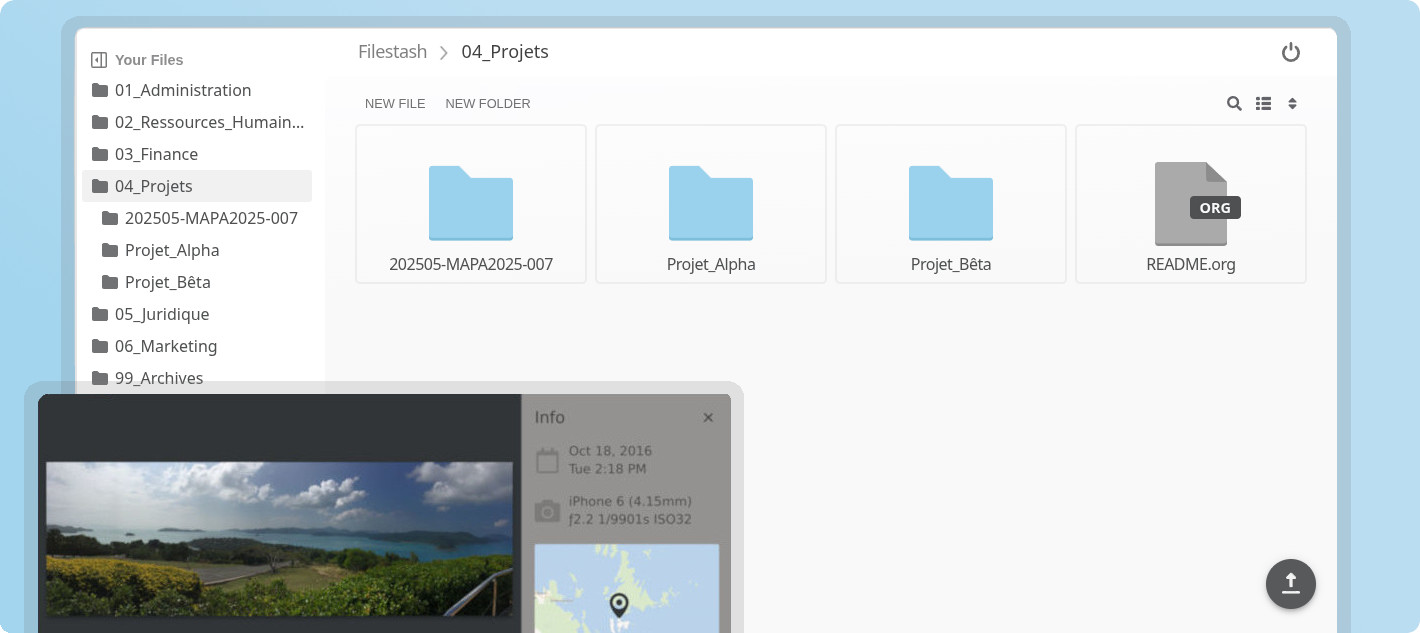 Your Files
01_Administration
02_Ressources_Humain...
03_Finance
04_Projets
202505-MAPA2025-007
Projet_Alpha
Projet_Bêta
05_Juridique
06_Marketing
99_Archives
Filestash
04_Projets
NEW FILE NEW FOLDER
202505-MAPA2025-007
Projet_Alpha
Projet_Bêta
ORG
README.org
Info
Oct 18, 2016
Tue 2:18 PM
iPhone 6 (4.15mm)
ƒ2.2 1/9901s ISO32